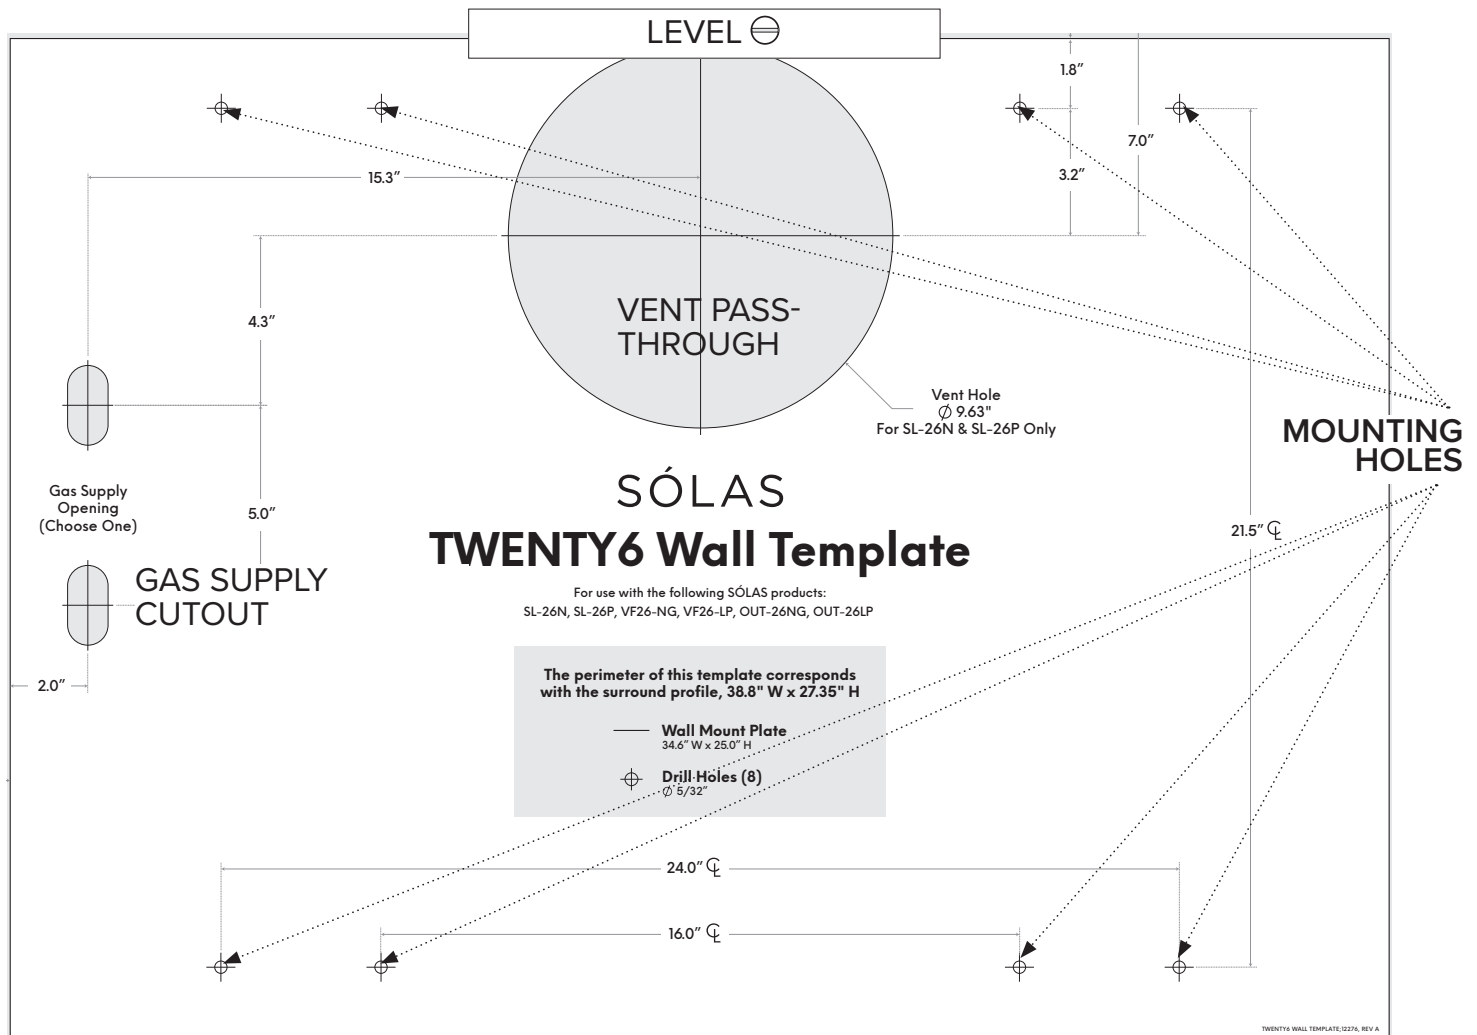 LEVEL
1.8"
7.0"
3.2"
15.3"
4.3"
VENT PASS-
THROUGH
Vent Hole
Ø 9.63"
For SL-26N & SL-26P Only
MOUNTING
HOLES
Gas Supply
Opening
(Choose One)
5.0"
SÓLAS
21.5" ℄
TWENTY6 Wall Template
GAS SUPPLY
CUTOUT
For use with the following SÓLAS products:
SL-26N, SL-26P, VF26-NG, VF26-LP, OUT-26NG, OUT-26LP
2.0"
The perimeter of this template corresponds
with the surround profile, 38.8" W x 27.35" H
Wall Mount Plate
34.6" W x 25.0" H
Drill Holes (8)
Ø 5/32"
24.0" ℄
16.0" ℄
TWENTY6 WALL TEMPLATE;12276, REV A